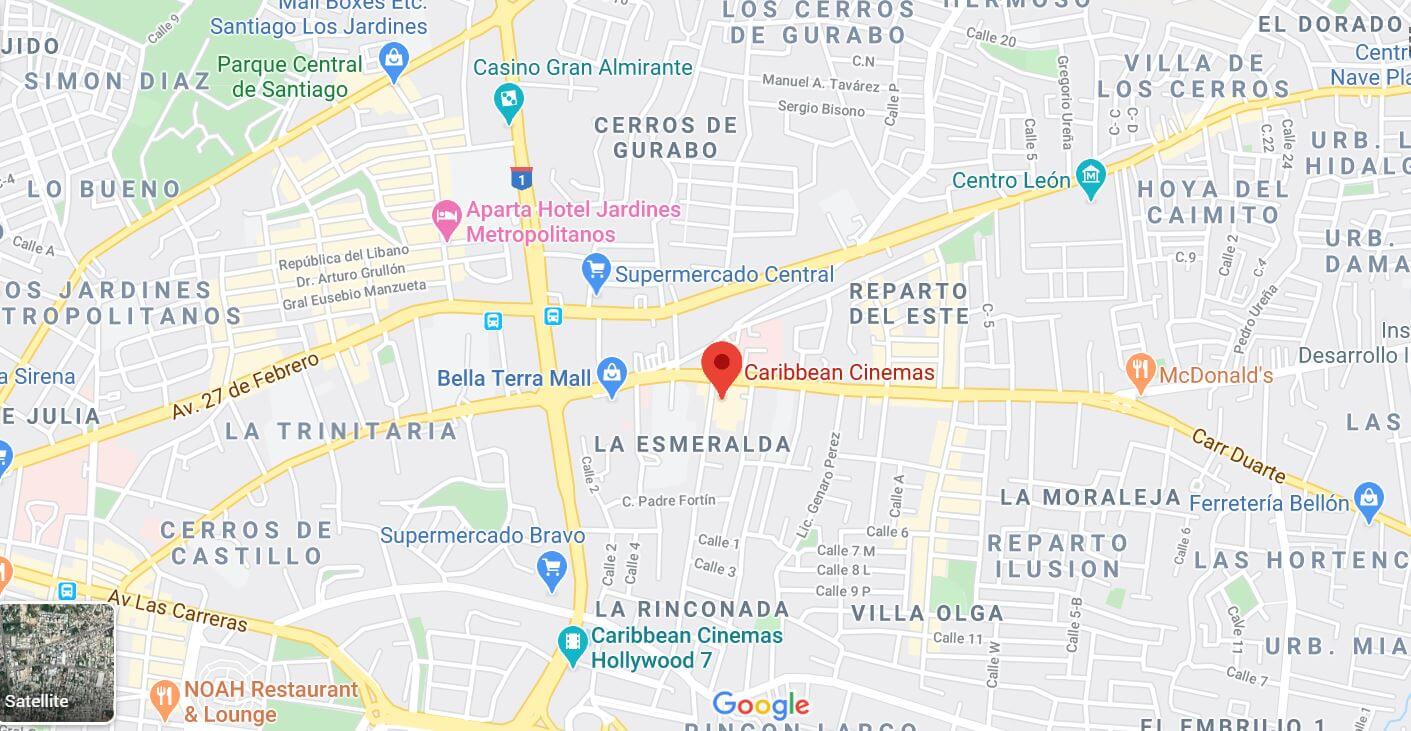 Mail Boxes Etc.
Santiago Los Jardines
Calle 9
EJIDO
SIMON DIAZ
Parque Central
de Santiago
Casino Gran Almirante
LOS CERROS
DE GURABO
HERMOSO
Calle 20
EL DORADO
Centr
Nave Pla
VILLA DE
LOS CERROS
C.N
Manuel A. Tavárez
Sergio Bisono
Calle P
Gregorio Ureña
Calle 5
C-D
C-C
C.22
Calle 24
URB. L
HIDALG
CERROS DE
GURABO
1
C-4
LO BUENO
Calle A
Aparta Hotel Jardines
Metropolitanos
Centro León
HOYA DEL
CAIMITO
URB.
DAMA
Calle 2
C.9
C.4
Pedro Ureña
República del Libano
Dr. Arturo Grullón
Gral Eusebio Manzueta
Supermercado Central
OS JARDINES
TROPOLITANOS
REPARTO
DEL ESTE
C-5
Inst
Desarrollo I
a Sirena
E JULIA
Av. 27 de Febrero
Bella Terra Mall
Caribbean Cinemas
McDonald's
LA TRINITARIA
LA ESMERALDA
LAS
Carr Duarte
Calle 2
C. Padre Fortín
Lic. Genaro Perez
Calle A
LA MORALEJA
Ferretería Bellón
CERROS DE
CASTILLO
Supermercado Bravo
Calle 2
Calle 4
Calle 1
Calle 3
Calle 6
Calle 7 M
Calle 8 L
Calle 9 P
REPARTO
ILUSION
Calle 6
LAS HORTENC
Av Las Carreras
LA RINCONADA
VILLA OLGA
Calle 11
Calle W
Calle 5-B
Calle 11
URB. MIA
Calle 7
Caribbean Cinemas
Hollywood 7
Satellite
NOAH Restaurant
& Lounge
Google
RINCON LARGO
EL EMBRUJO 1